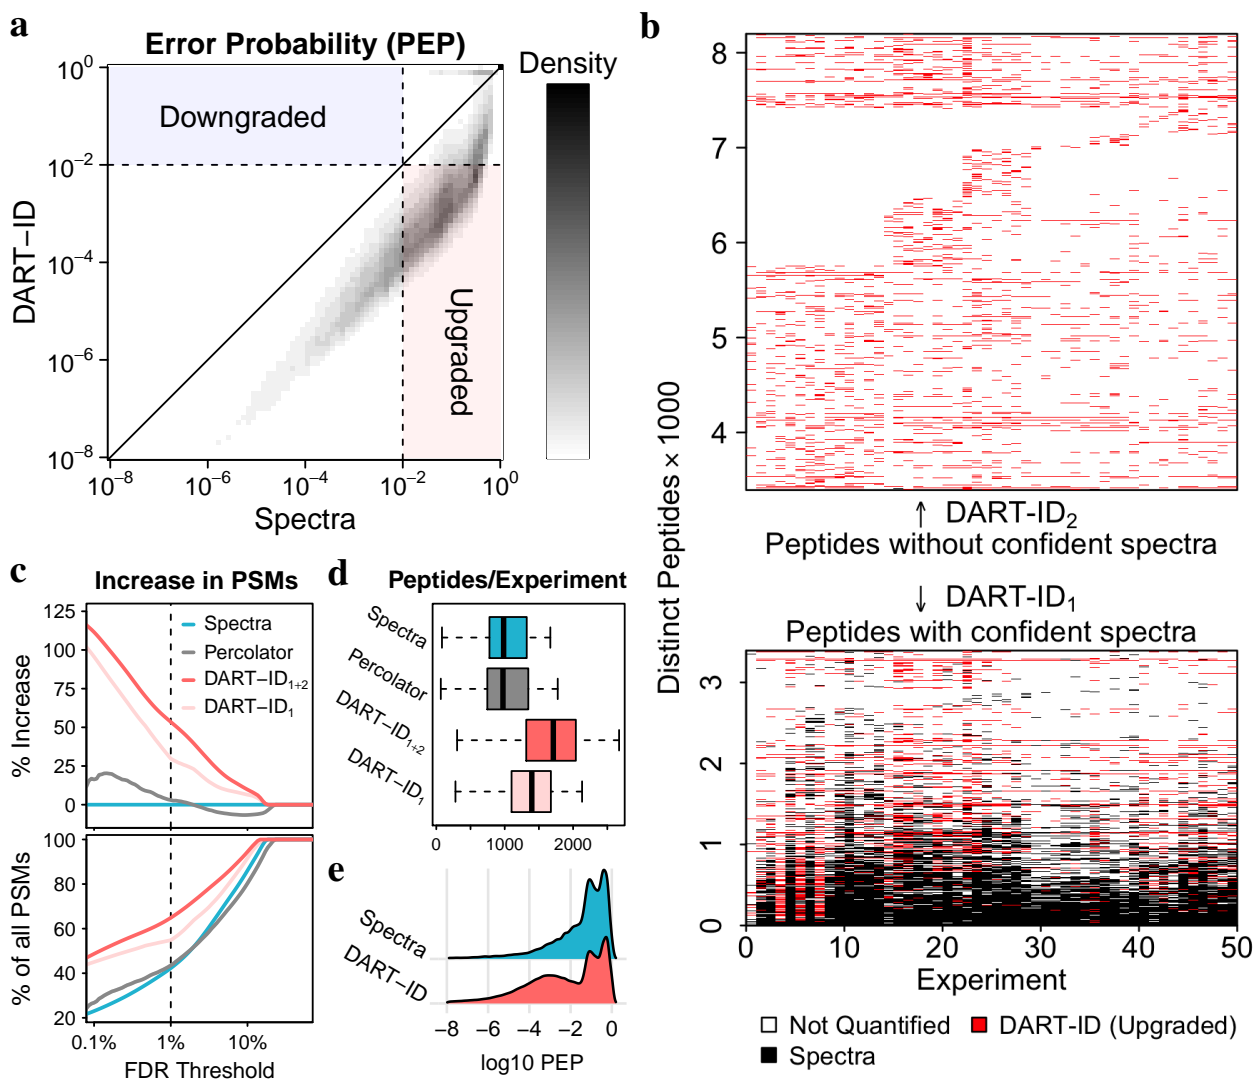 a
Error Probability (PEP)
Density
Downgraded
Upgraded
DART−ID
10⁰
10⁻²
10⁻⁴
10⁻⁶
10⁻⁸
10⁻⁸ 10⁻⁶ 10⁻⁴ 10⁻² 10⁰
Spectra
b
8
7
6
5
4
Distinct Peptides × 1000
↑ DART-ID₂
Peptides without confident spectra
↓ DART-ID₁
Peptides with confident spectra
3
2
1
0
0 10 20 30 40 50
Experiment
Not Quantified
DART-ID (Upgraded)
Spectra
c
Increase in PSMs
% Increase
125
100
75
50
25
0
Spectra
Percolator
DART−ID₁₊₂
DART−ID₁
% of all PSMs
100
80
60
40
20
0.1% 1% 10%
FDR Threshold
d
Peptides/Experiment
Spectra
Percolator
DART−ID₁₊₂
DART−ID₁
0 1000 2000
e
Spectra
DART−ID
−8 −6 −4 −2 0
log10 PEP